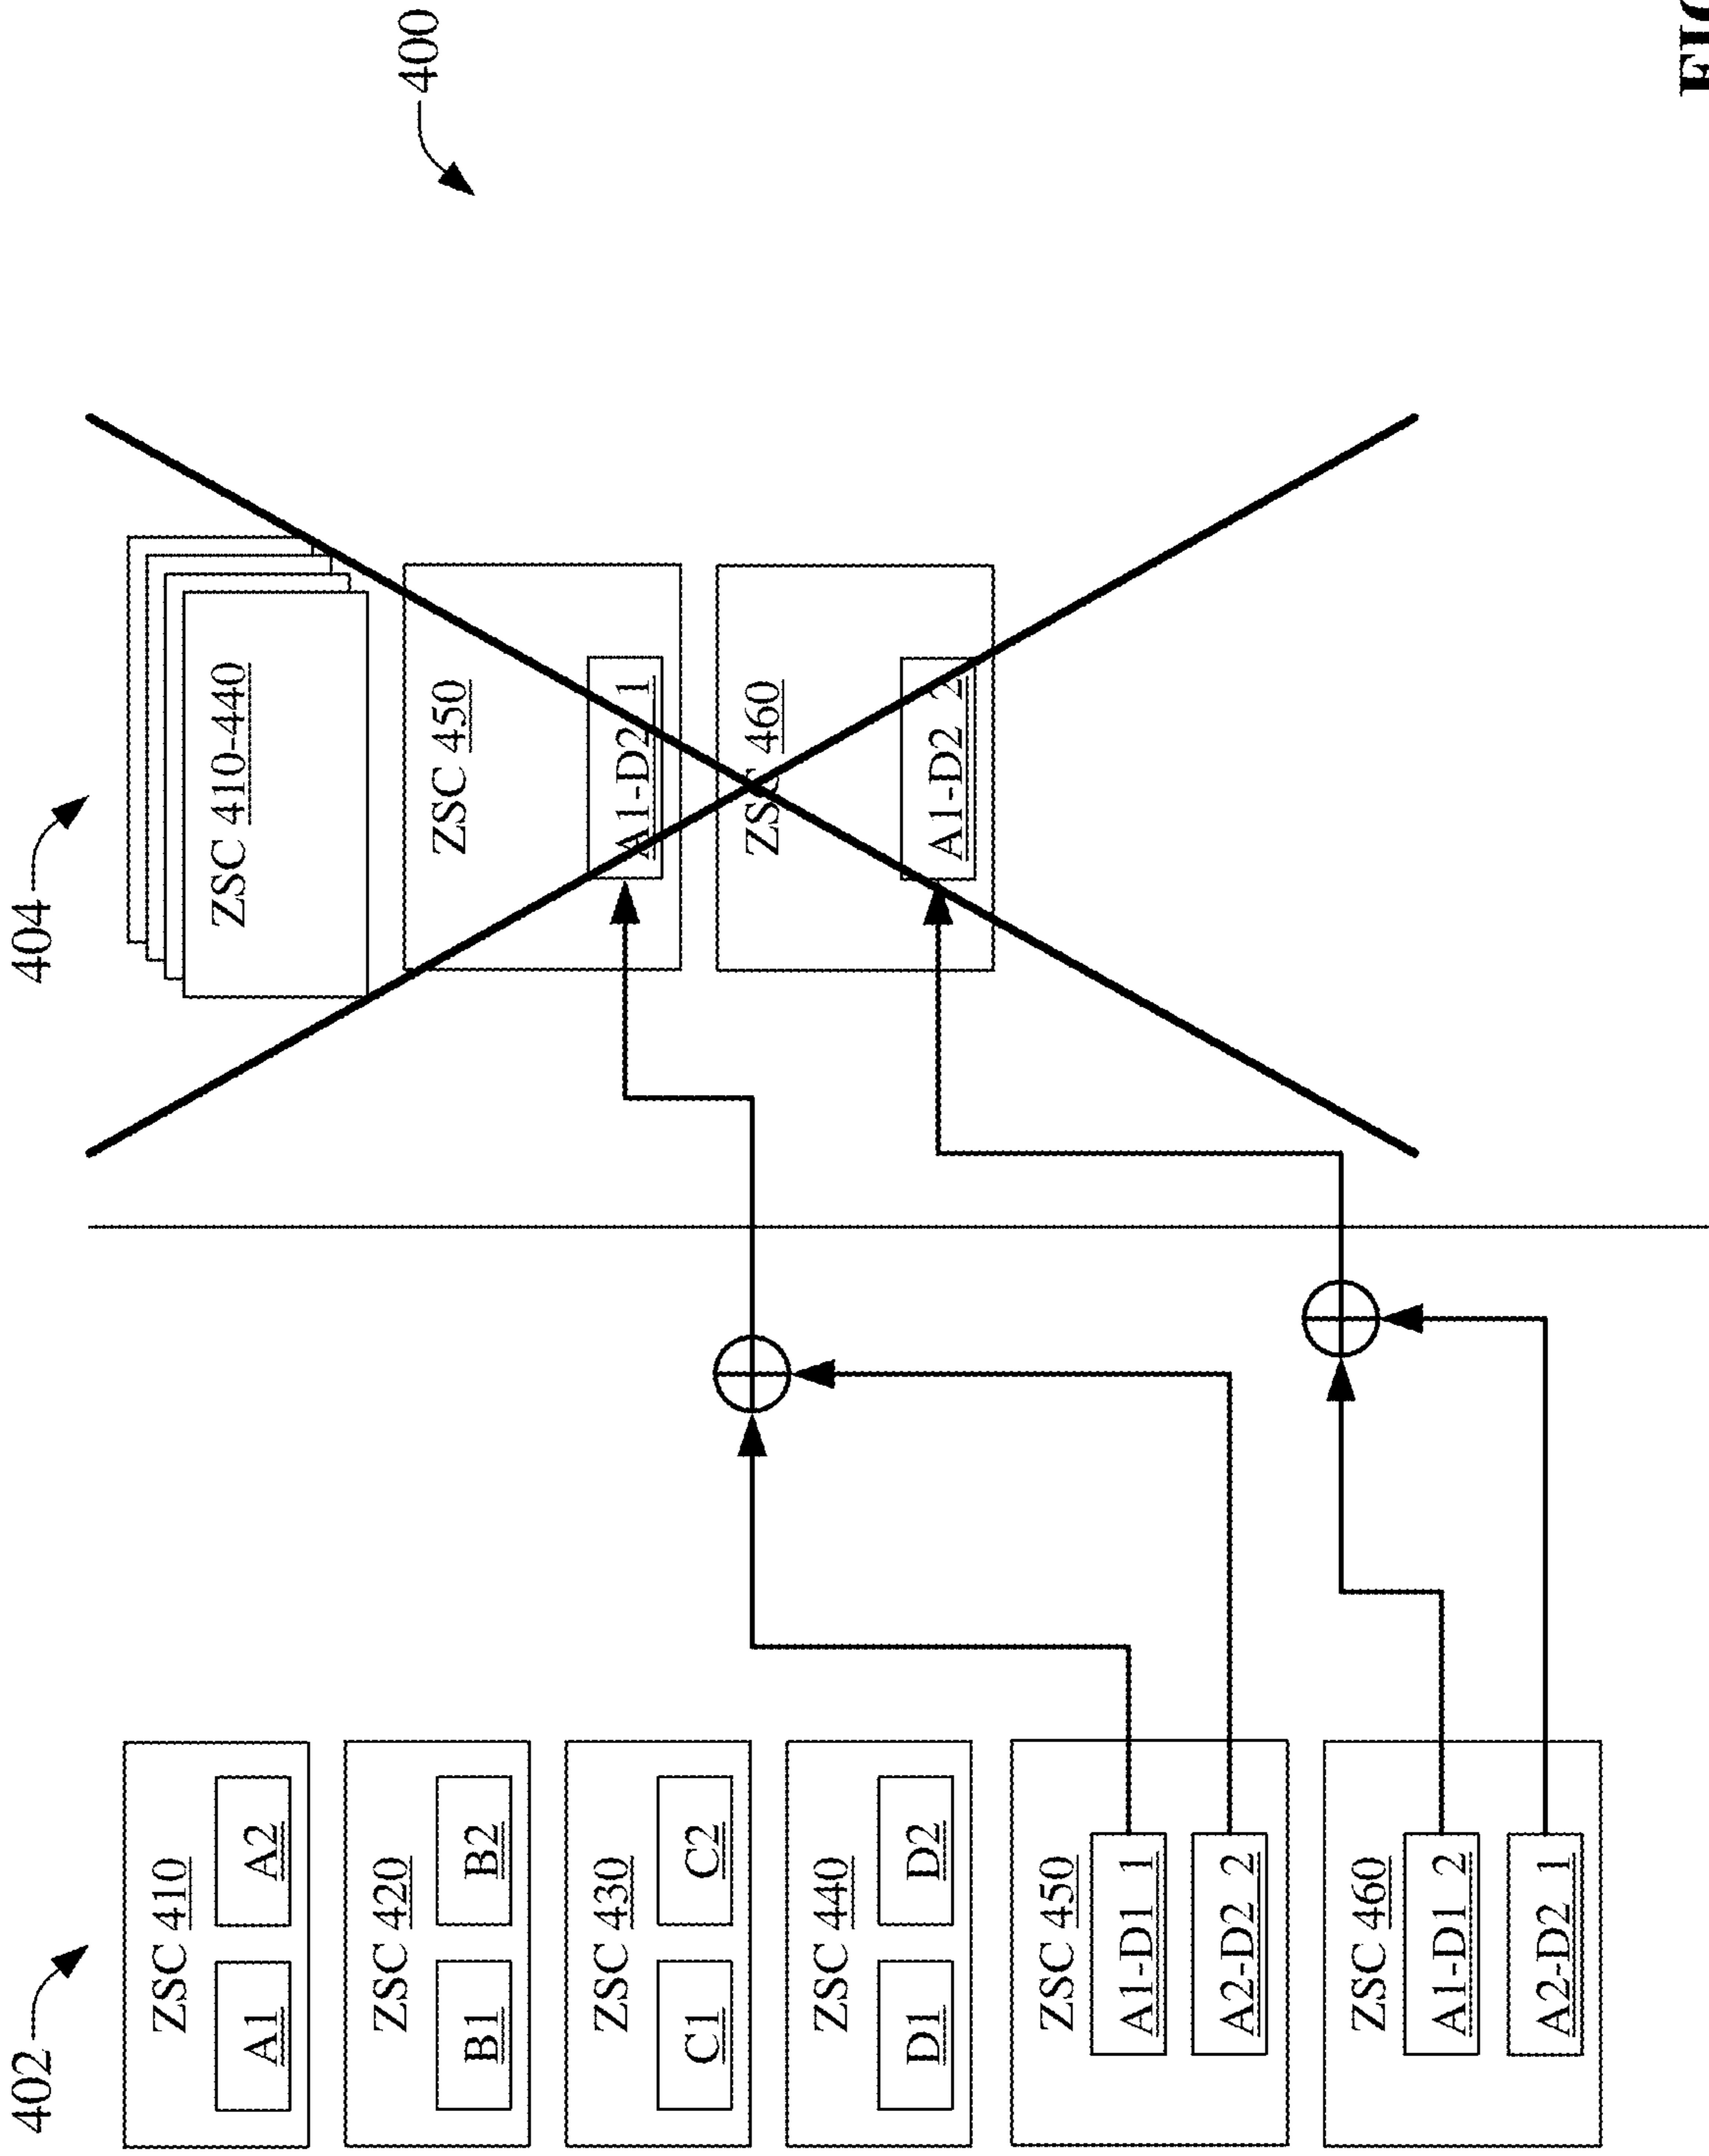 402
404
400
ZSC 410
A1
A2
ZSC 420
B1
B2
ZSC 430
C1
C2
ZSC 440
D1
D2
ZSC 450
A1-D1 1
A2-D2 2
ZSC 460
A1-D1 2
A2-D2 1
ZSC 410-440
ZSC 450
A1-D2 1
ZSC 460
A1-D2 2